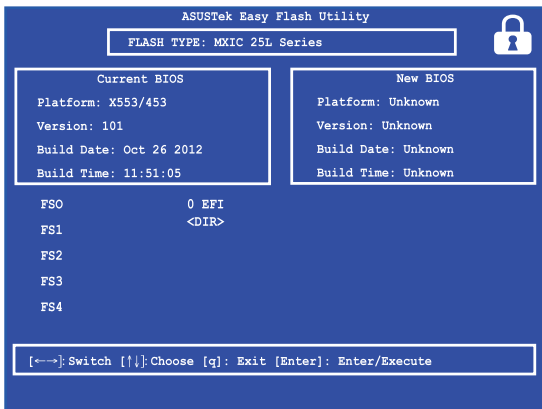 ASUSTek Easy Flash Utility
FLASH TYPE: MXIC 25L Series
Current BIOS
Platform: X553/453
Version: 101
Build Date: Oct 26 2012
Build Time: 11:51:05
New BIOS
Platform: Unknown
Version: Unknown
Build Date: Unknown
Build Time: Unknown
FSO 0 EFI
FS1 <DIR>
FS2
FS3
FS4
[←→]: Switch [↑↓]: Choose [q]: Exit [Enter]: Enter/Execute